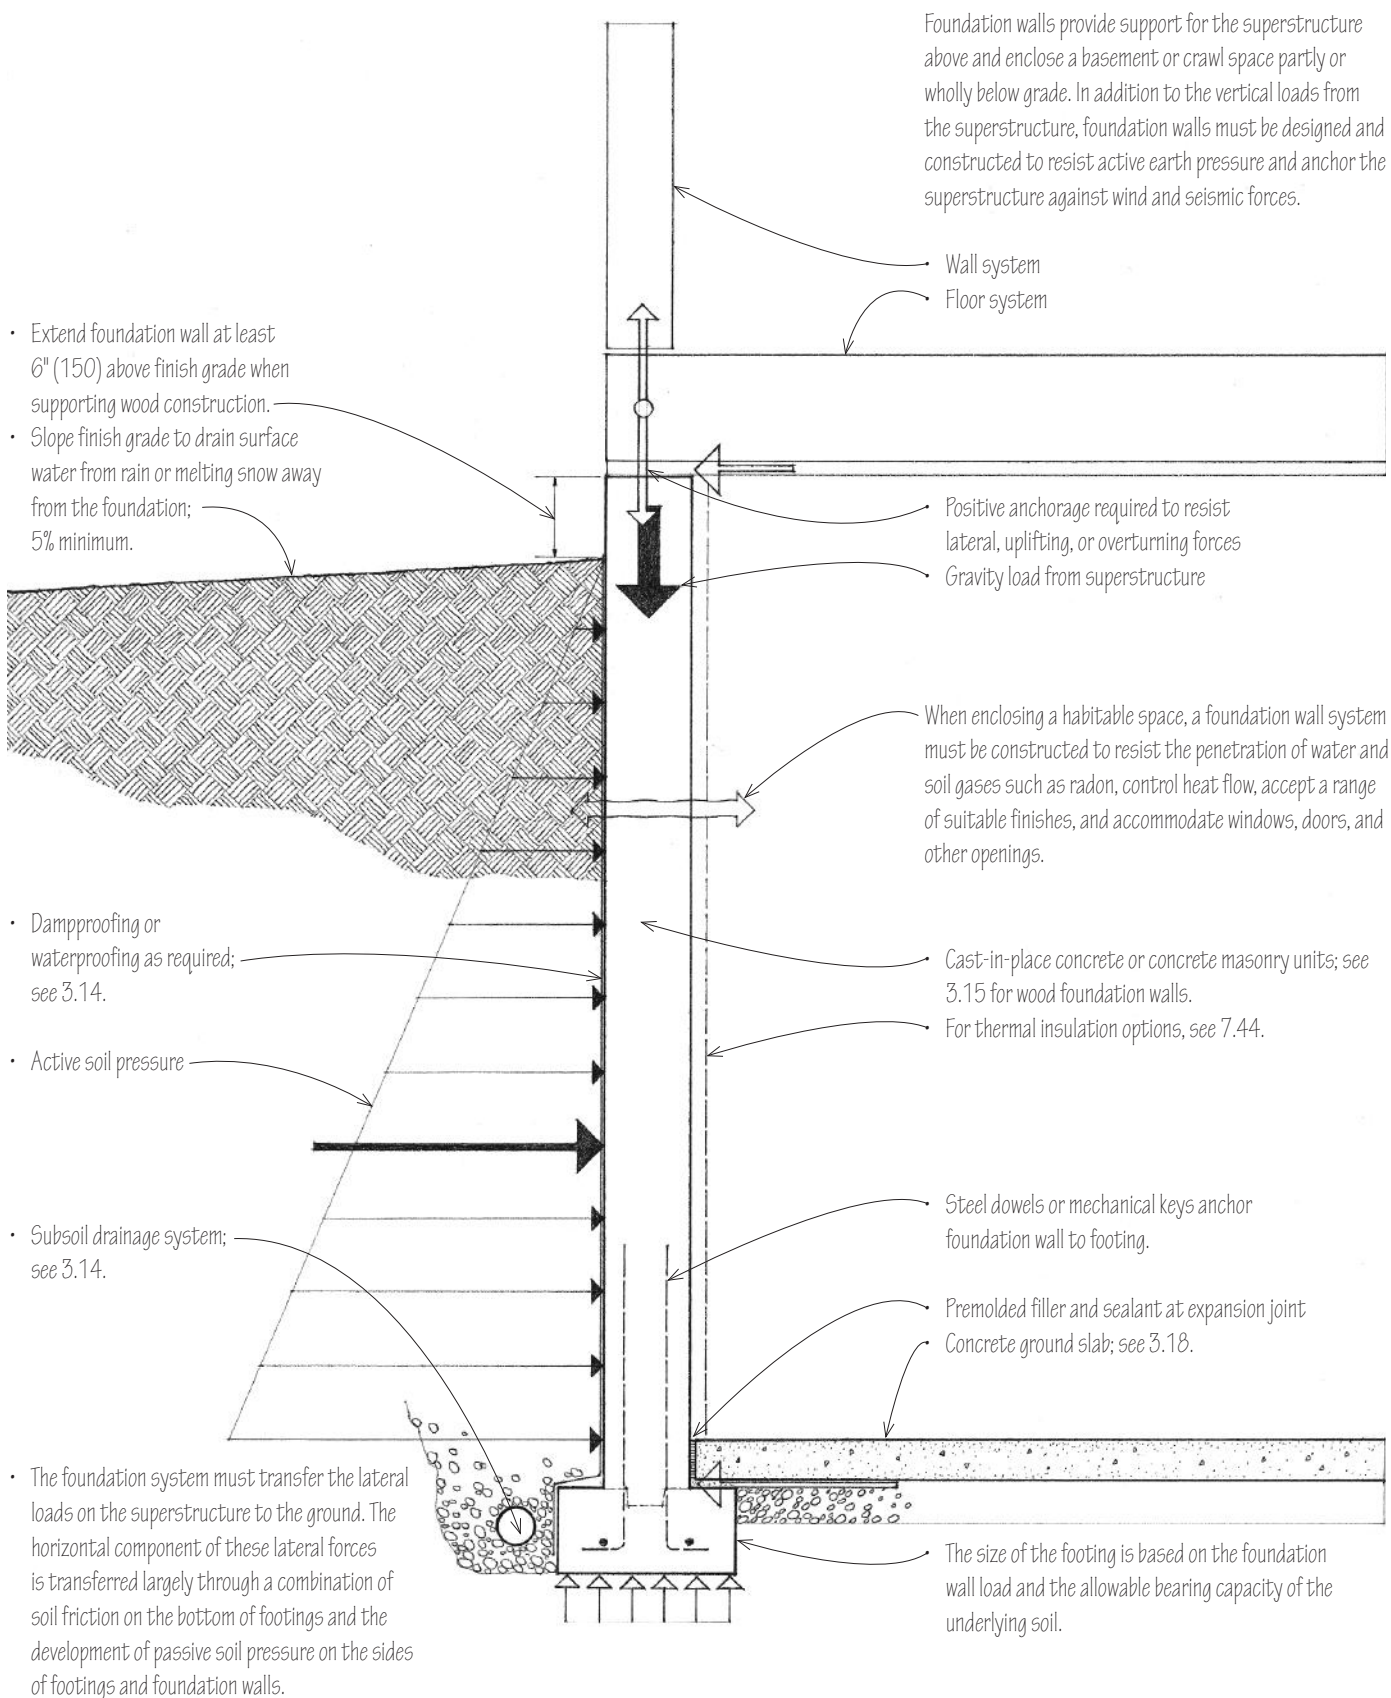 Foundation walls provide support for the superstructure
above and enclose a basement or crawl space partly or
wholly below grade. In addition to the vertical loads from
the superstructure, foundation walls must be designed and
constructed to resist active earth pressure and anchor the
superstructure against wind and seismic forces.
• Wall system
• Floor system
• Extend foundation wall at least
6" (150) above finish grade when
supporting wood construction.
• Slope finish grade to drain surface
water from rain or melting snow away
from the foundation;
5% minimum.
• Positive anchorage required to resist
lateral, uplifting, or overturning forces
• Gravity load from superstructure
When enclosing a habitable space, a foundation wall system
must be constructed to resist the penetration of water and
soil gases such as radon, control heat flow, accept a range
of suitable finishes, and accommodate windows, doors, and
other openings.
• Dampproofing or
waterproofing as required;
see 3.14.
• Cast-in-place concrete or concrete masonry units; see
3.15 for wood foundation walls.
• For thermal insulation options, see 7.44.
• Active soil pressure
• Steel dowels or mechanical keys anchor
foundation wall to footing.
• Subsoil drainage system;
see 3.14.
• Premolded filler and sealant at expansion joint
• Concrete ground slab; see 3.18.
• The foundation system must transfer the lateral
loads on the superstructure to the ground. The
horizontal component of these lateral forces
is transferred largely through a combination of
soil friction on the bottom of footings and the
development of passive soil pressure on the sides
of footings and foundation walls.
• The size of the footing is based on the foundation
wall load and the allowable bearing capacity of the
underlying soil.